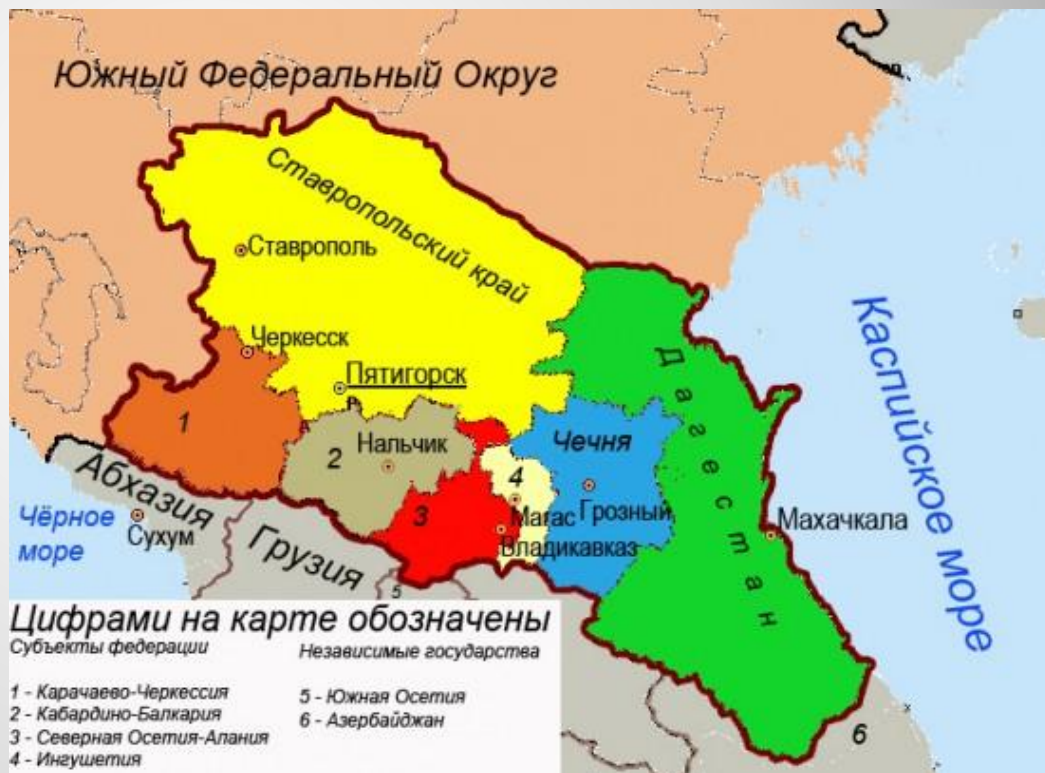 Южный Федеральный Округ
Ставропольский край
Ставрополь
Черкесск
Пятигорск
1
2
Нальчик
3
4
Чечня
Магас
Грозный
Владикавказ
Дагестан
Махачкала
Каспийское море
Абхазия
Чёрное
море
Сухум
Грузия
5
6
Цифрами на карте обозначены
Субъекты федерации
1 - Карачаево-Черкессия
2 - Кабардино-Балкария
3 - Северная Осетия-Алания
4 - Ингушетия
Независимые государства
5 - Южная Осетия
6 - Азербайджан